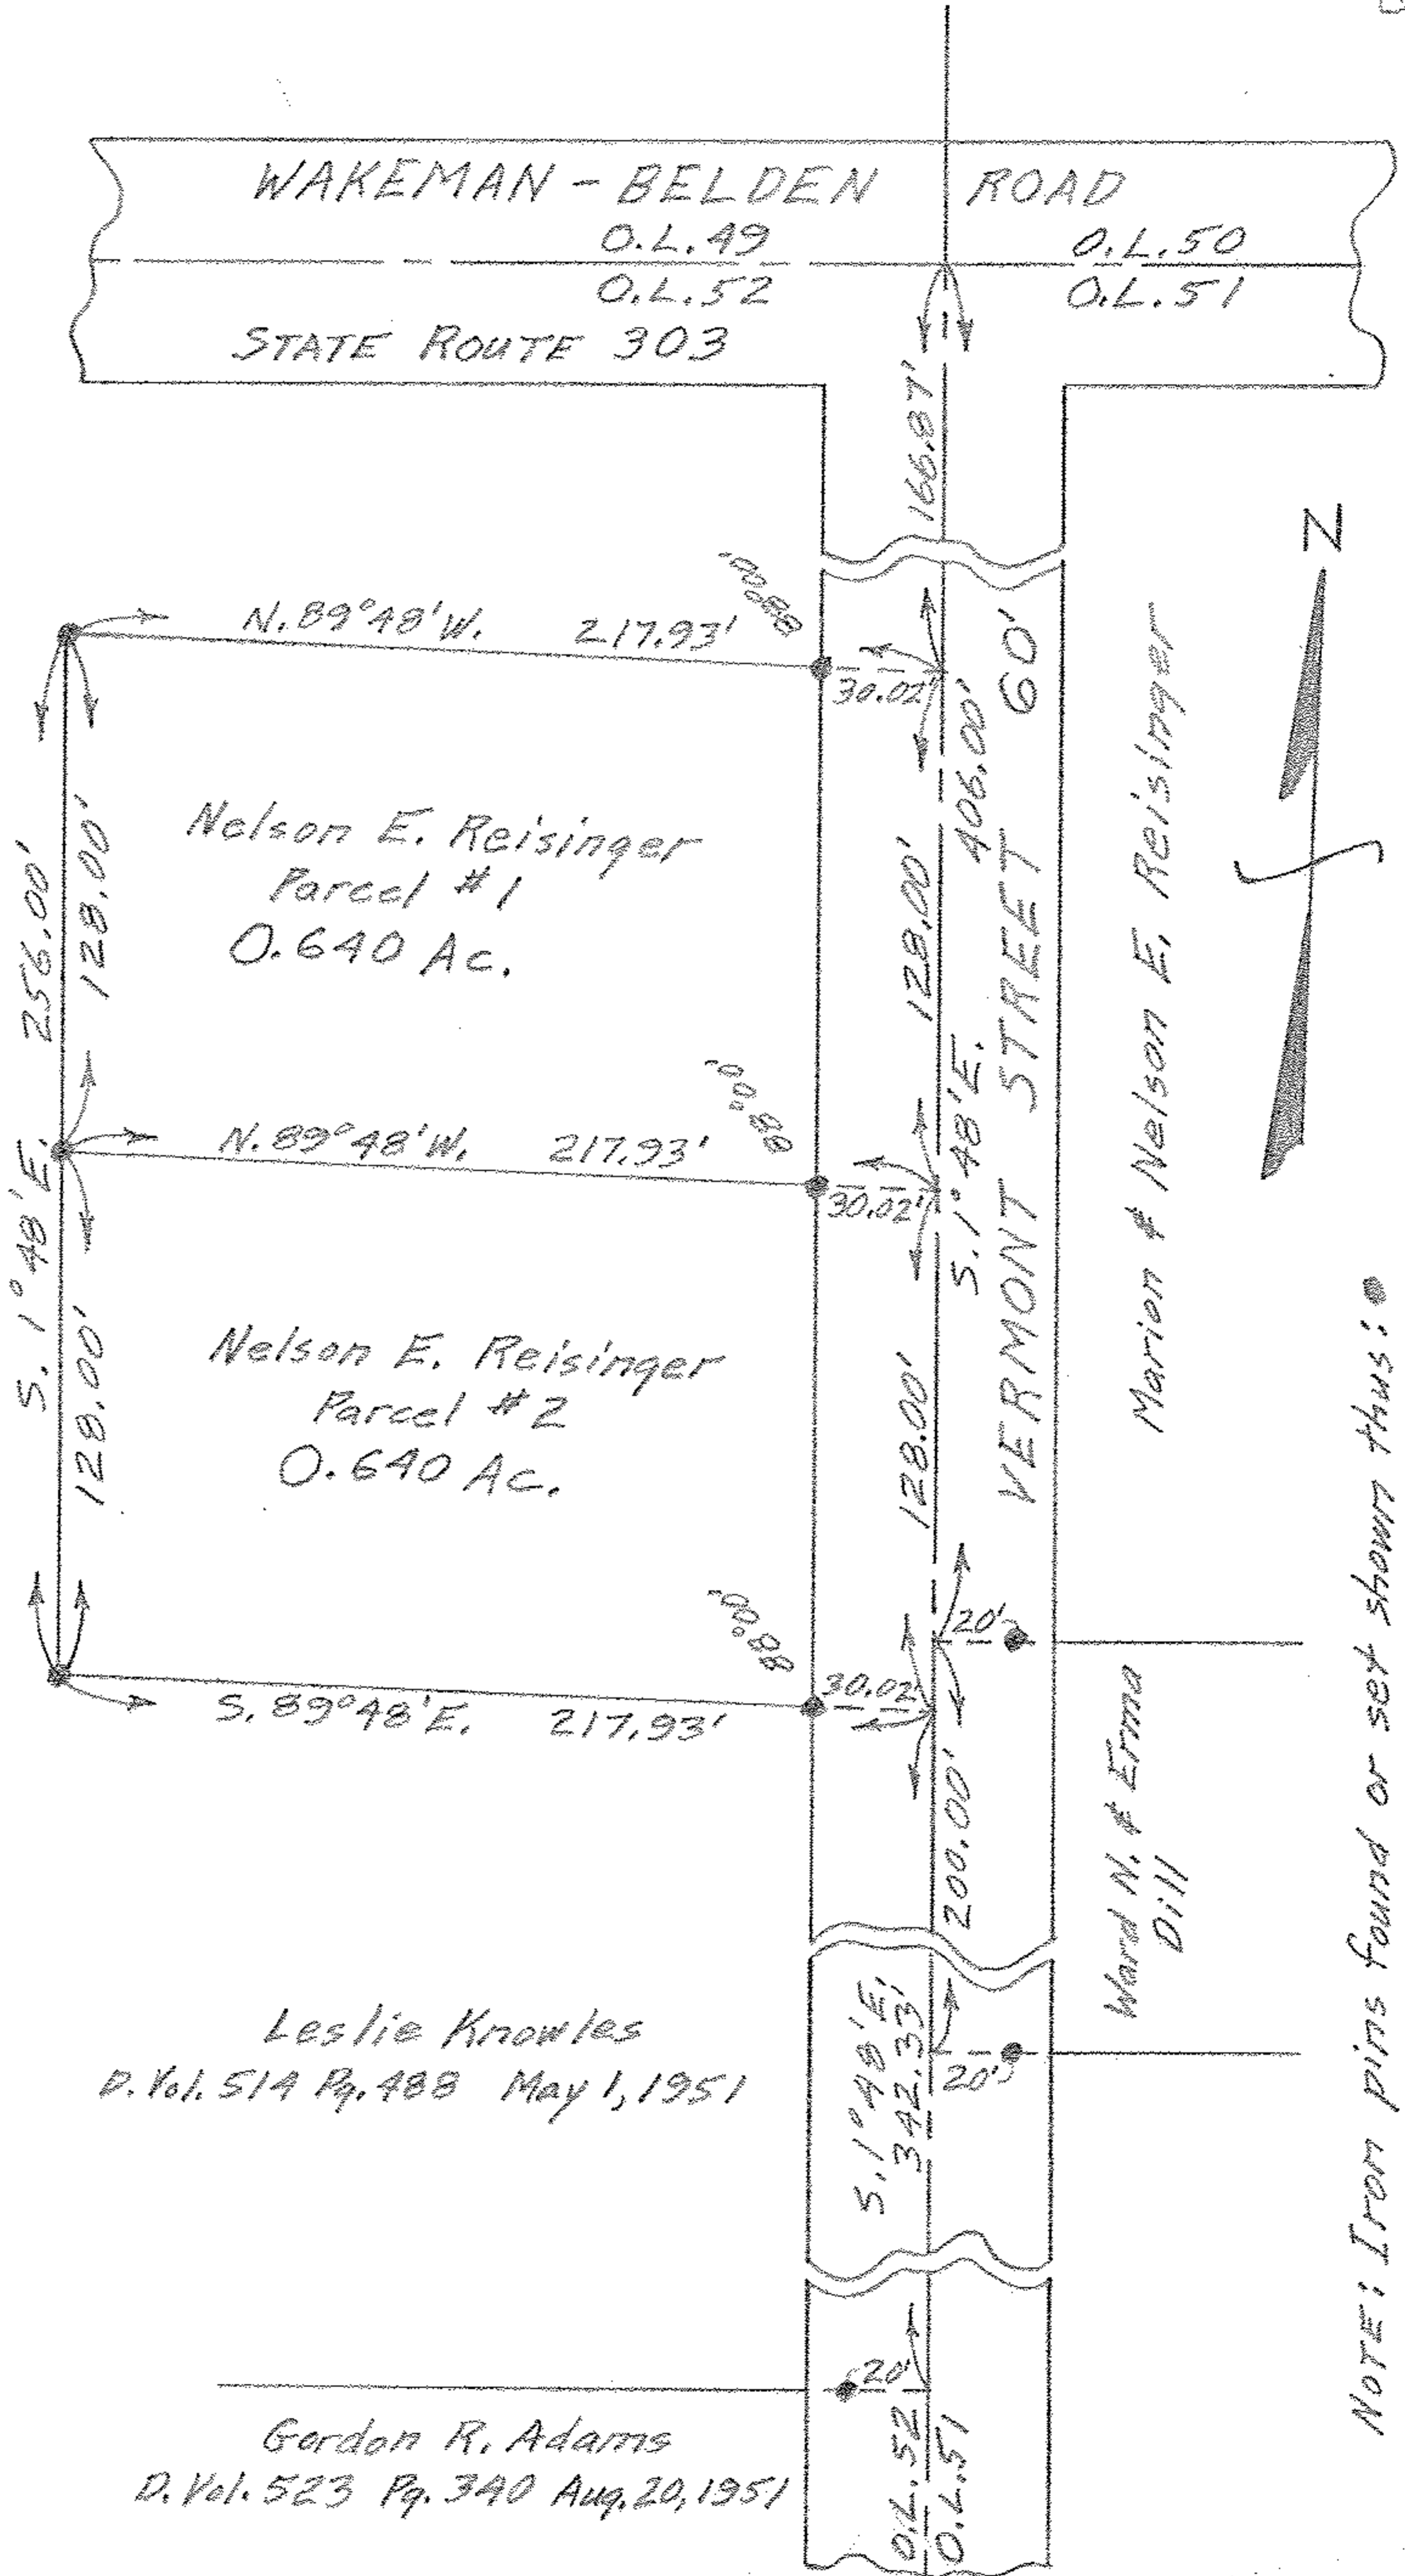 WAKEMAN - BELDEN ROAD
O.L. 49
O.L. 50
O.L. 52
O.L. 51
STATE ROUTE 303
166.87'
N
N. 89° 48' W. 217.93'
88° 00'
30.02'
406.00'
60'
Nelson E. Reisinger
Parcel # 1
0.640 Ac.
S. 1° 48' E. 256.00'
128.00'
128.00'
S. 1° 48' E.
VERMONT STREET
Marion & Nelson E. Reisinger
N. 89° 48' W. 217.93'
88° 00'
30.02'
Nelson E. Reisinger
Parcel # 2
0.640 Ac.
128.00'
128.00'
88° 00'
20'
S. 89° 48' E. 217.93'
30.02'
200.00'
Ward N. & Erma
Dill
Leslie Knowles
D. Vol. 514 Pg. 488 May 1, 1951
S. 1° 48' E.
342.33'
20'
20'
Gordon R. Adams
D. Vol. 523 Pg. 340 Aug. 20, 1951
O.L. 52
O.L. 51
NOTE: Iron pins found or set shown thus: